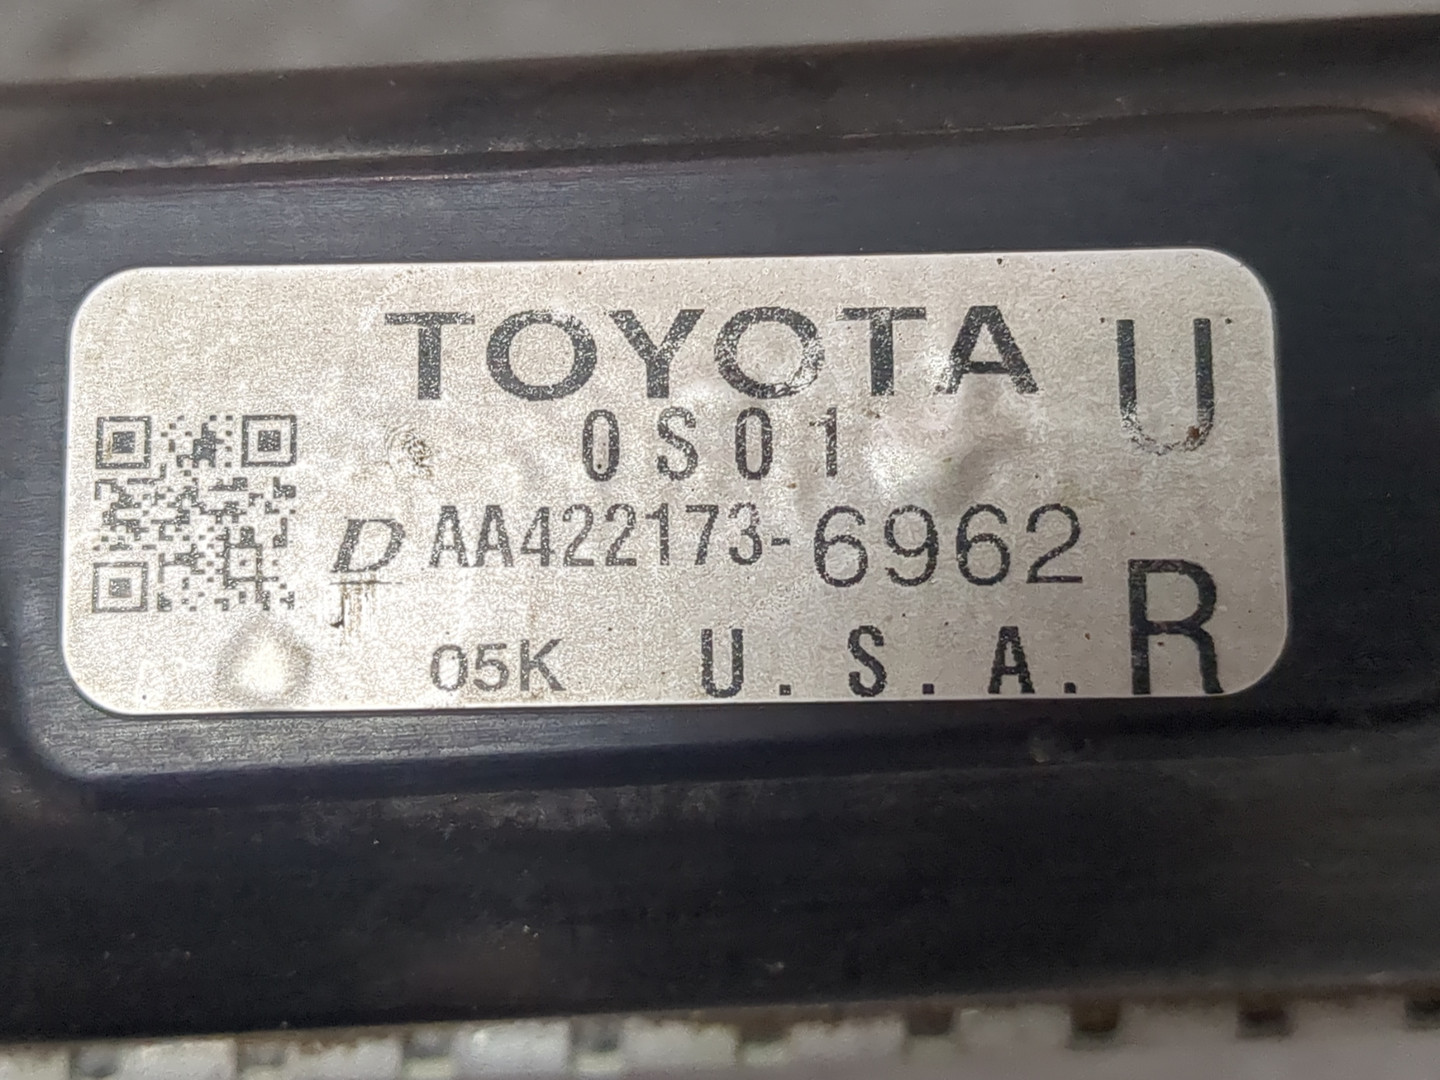 TOYOTA U
0S01
D AA422173-6962
05K U.S.A. R